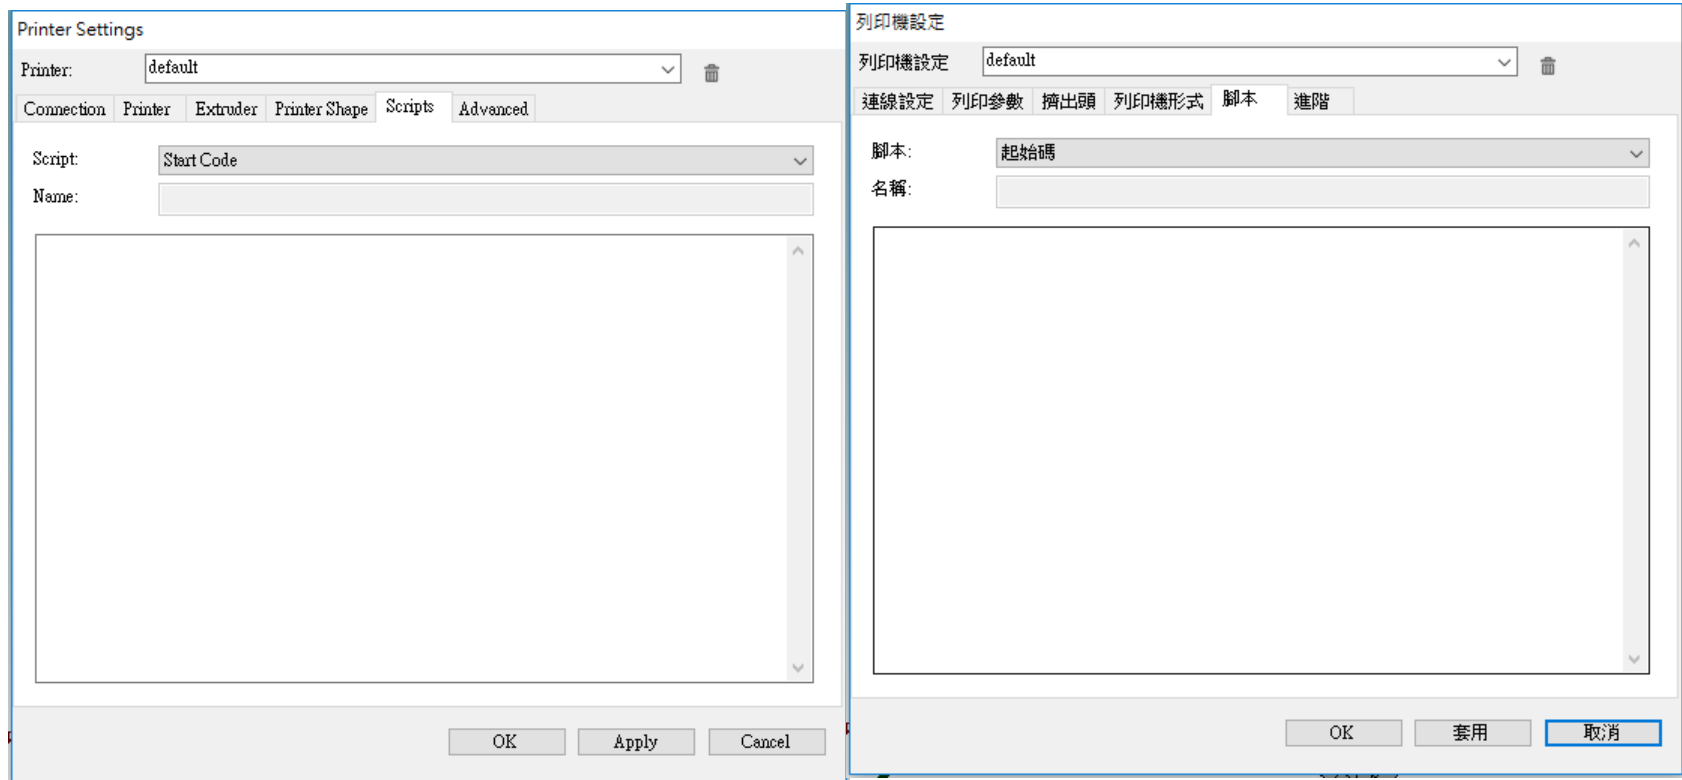 Printer Settings
Printer: default
Connection Printer Extruder Printer Shape Scripts Advanced
Script: Start Code
Name:
OK Apply Cancel
列印機設定
列印機設定 default
連線設定 列印參數 擠出頭 列印機形式 腳本 進階
腳本: 起始碼
名稱:
OK 套用 取消